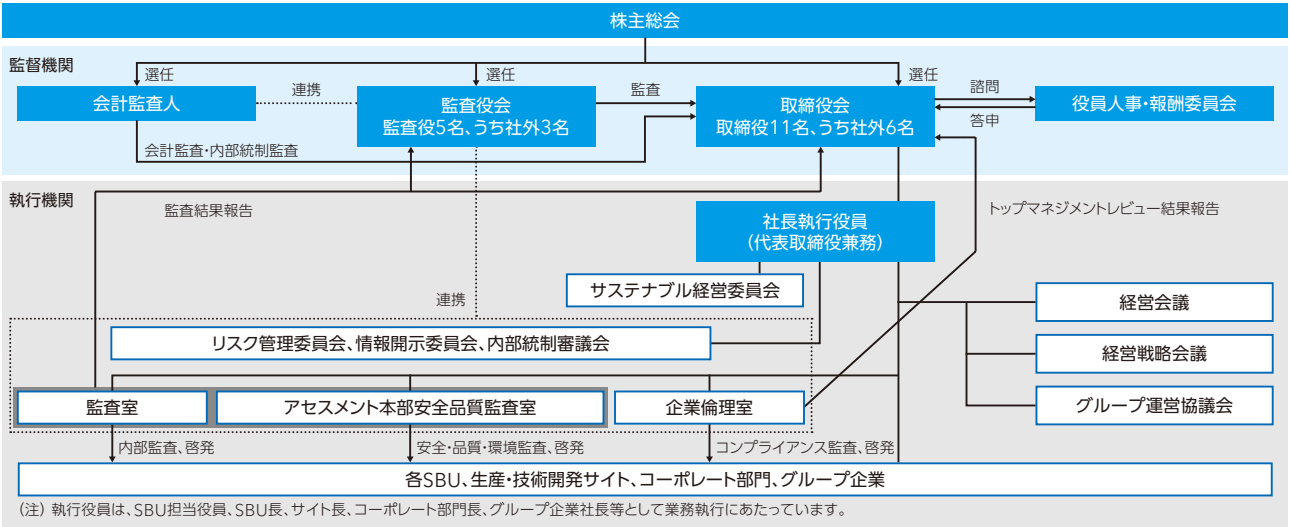 株主総会
監督機関
選任
選任
選任
会計監査人
連携
監査役会
監査役5名、うち社外3名
監査
取締役会
取締役11名、うち社外6名
諮問
答申
役員人事・報酬委員会
会計監査・内部統制監査
執行機関
監査結果報告
トップマネジメントレビュー結果報告
社長執行役員
（代表取締役兼務）
サステナブル経営委員会
連携
経営会議
リスク管理委員会、情報開示委員会、内部統制審議会
経営戦略会議
監査室
アセスメント本部安全品質監査室
企業倫理室
グループ運営協議会
内部監査、啓発
安全・品質・環境監査、啓発
コンプライアンス監査、啓発
各SBU、生産・技術開発サイト、コーポレート部門、グループ企業
（注）執行役員は、SBU担当役員、SBU長、サイト長、コーポレート部門長、グループ企業社長等として業務執行にあたっています。